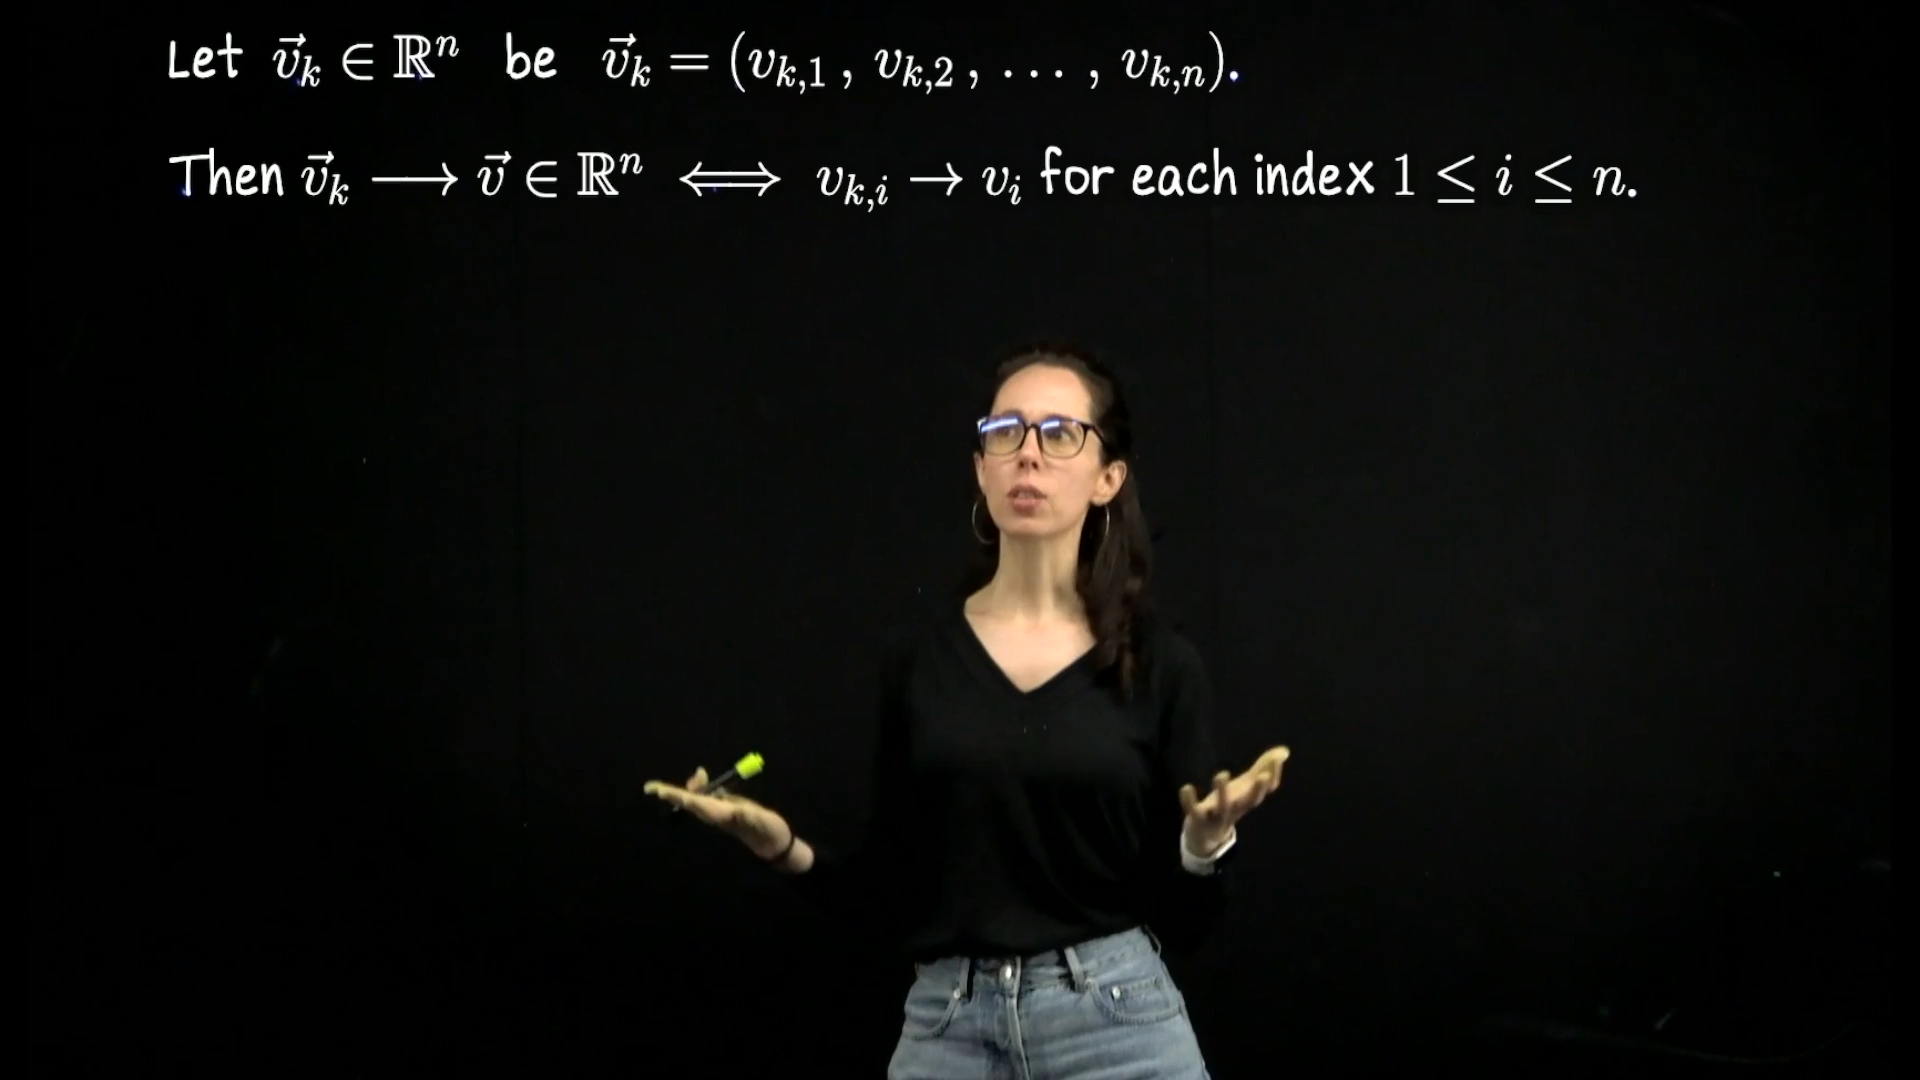 Let $\vec{v}_k \in \mathbb{R}^n$ be $\vec{v}_k = (v_{k,1}, v_{k,2}, \ldots, v_{k,n})$.
Then $\vec{v}_k \longrightarrow \vec{v} \in \mathbb{R}^n \iff v_{k,i} \to v_i$ for each index $1 \leq i \leq n$.